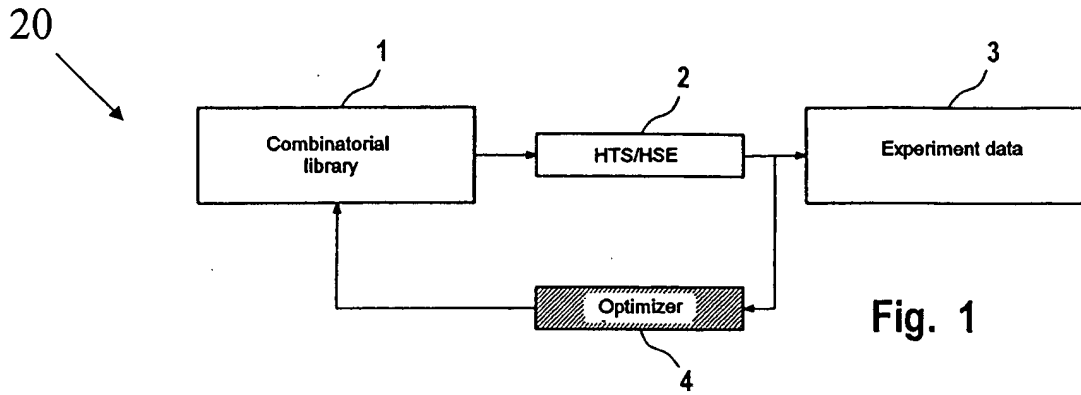 20
1
2
3
Combinatorial
library
HTS/HSE
Experiment data
Optimizer
4
Fig. 1